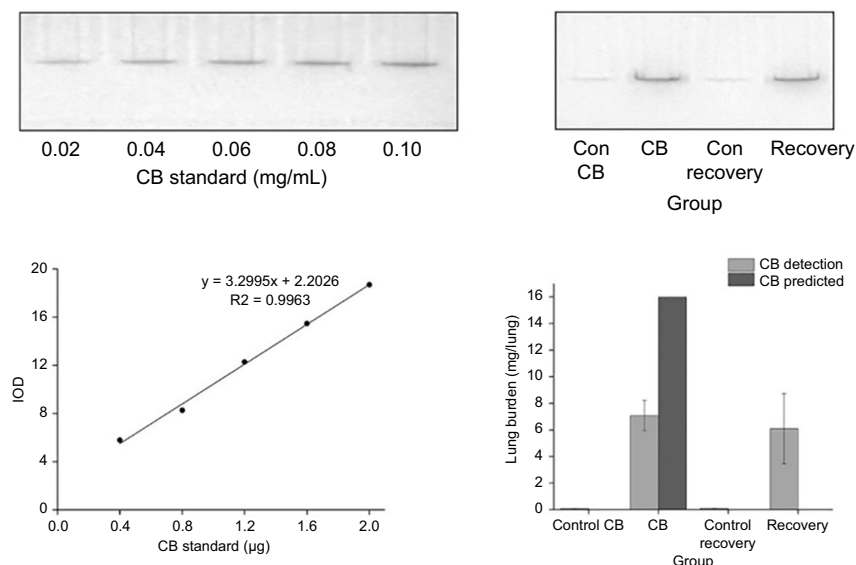 0.02 0.04 0.06 0.08 0.10
CB standard (mg/mL)
Con CB Con Recovery
CB recovery
Group
20
16
12
8
4
0
IOD
y = 3.2995x + 2.2026
R2 = 0.9963
0.0 0.4 0.8 1.2 1.6 2.0
CB standard (µg)
CB detection
CB predicted
16
14
12
10
8
6
4
2
0
Lung burden (mg/lung)
Control CB CB Control Recovery
recovery
Group